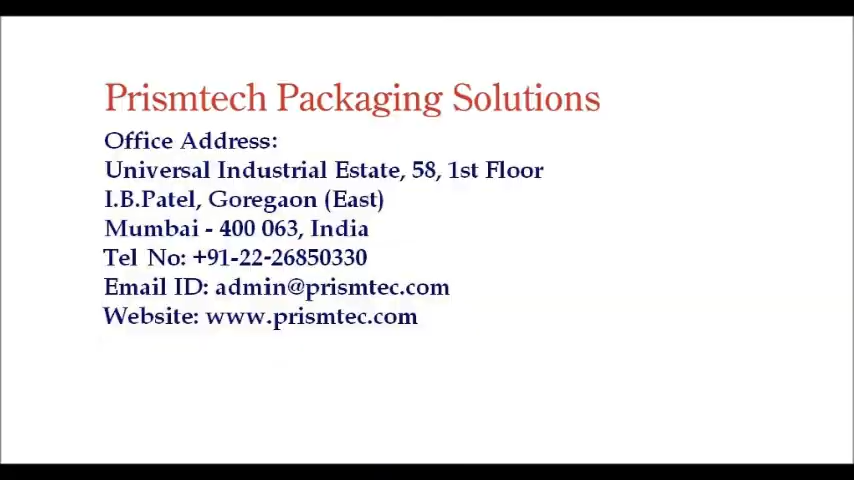 Prismtech Packaging Solutions
Office Address:
Universal Industrial Estate, 58, 1st Floor
I.B.Patel, Goregaon (East)
Mumbai - 400 063, India
Tel No: +91-22-26850330
Email ID: admin@prismtec.com
Website: www.prismtec.com